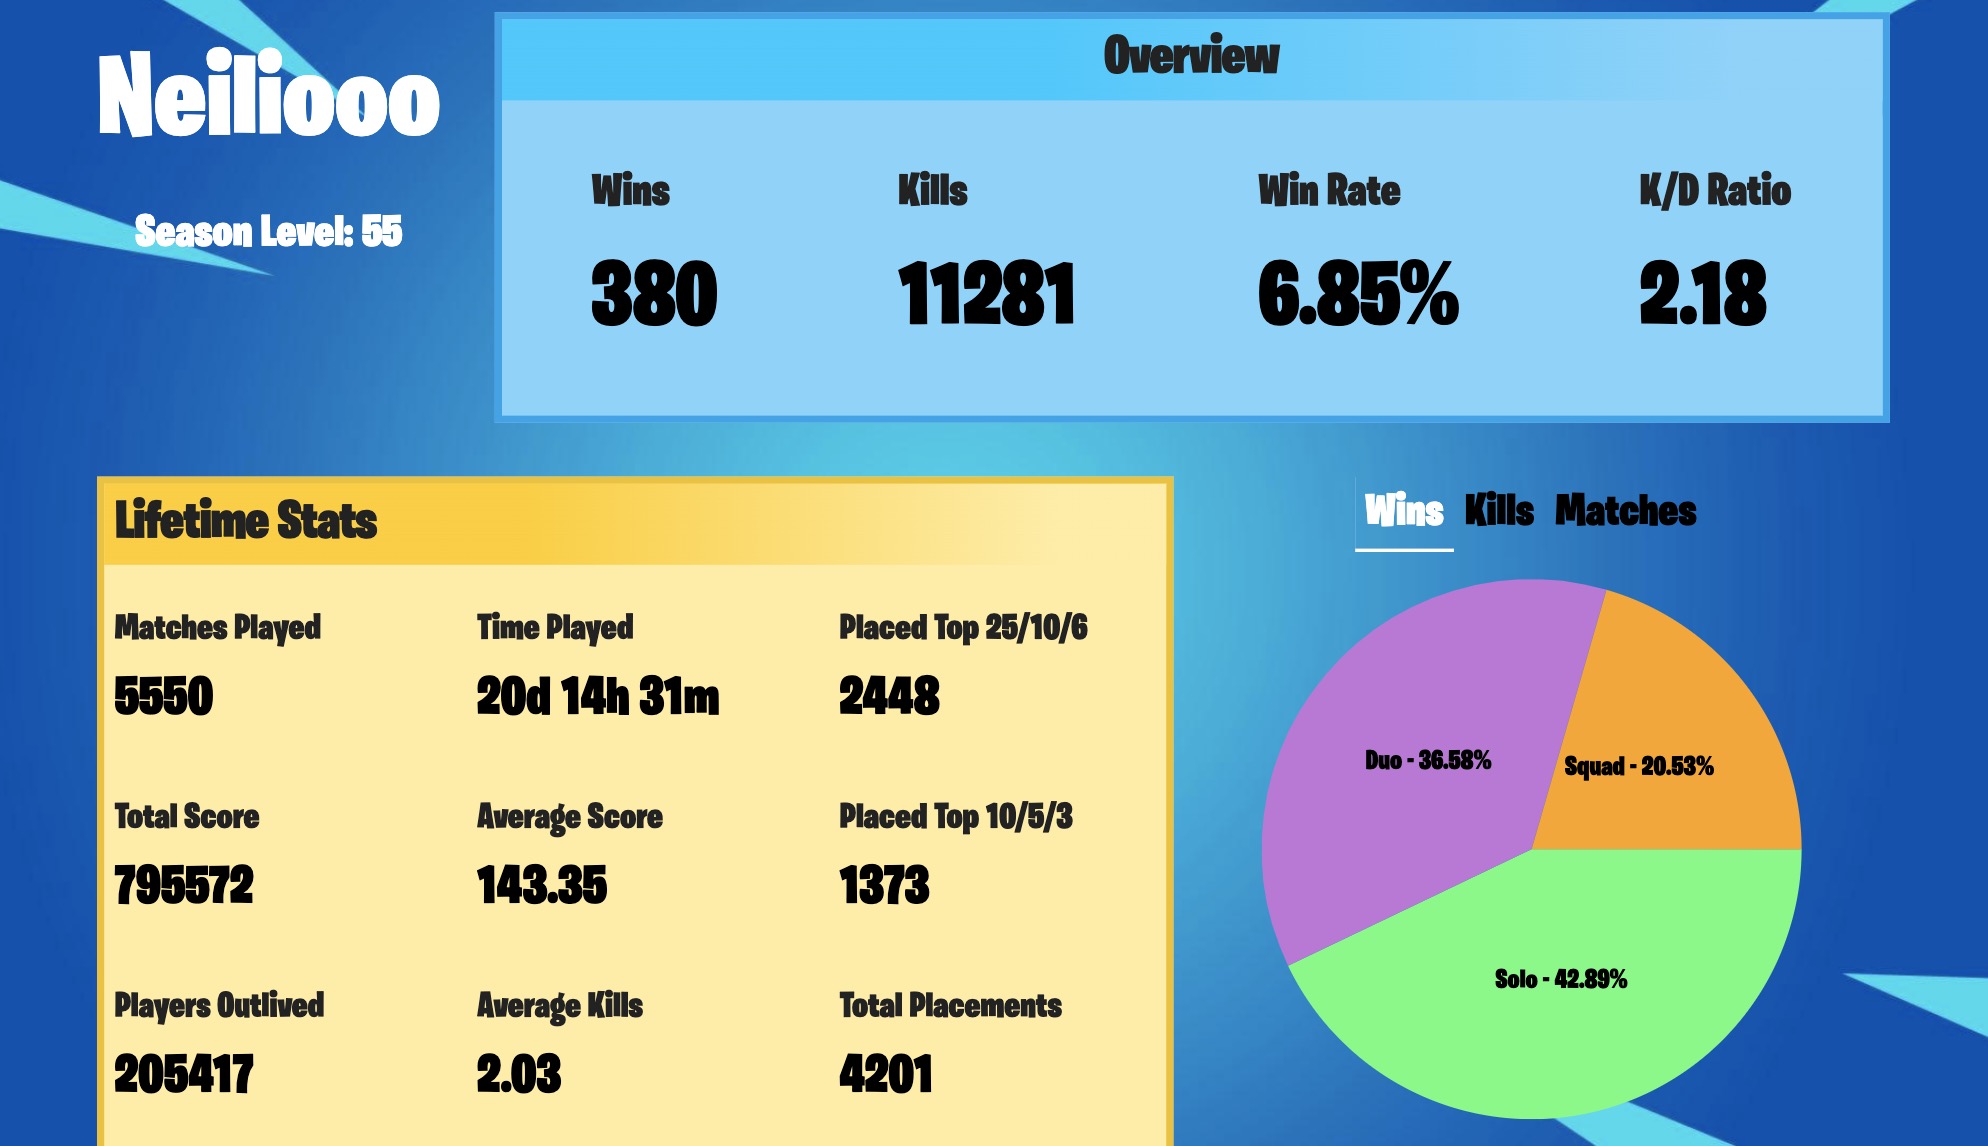 Neiliooo
Season Level: 55
Overview
Wins Kills Win Rate K/D Ratio
380 11281 6.85% 2.18
Lifetime Stats
Matches Played Time Played Placed Top 25/10/6
5550 20d 14h 31m 2448
Total Score Average Score Placed Top 10/5/3
795572 143.35 1373
Players Outlived Average Kills Total Placements
205417 2.03 4201
Wins Kills Matches
Duo - 36.58%
Squad - 20.53%
Solo - 42.89%